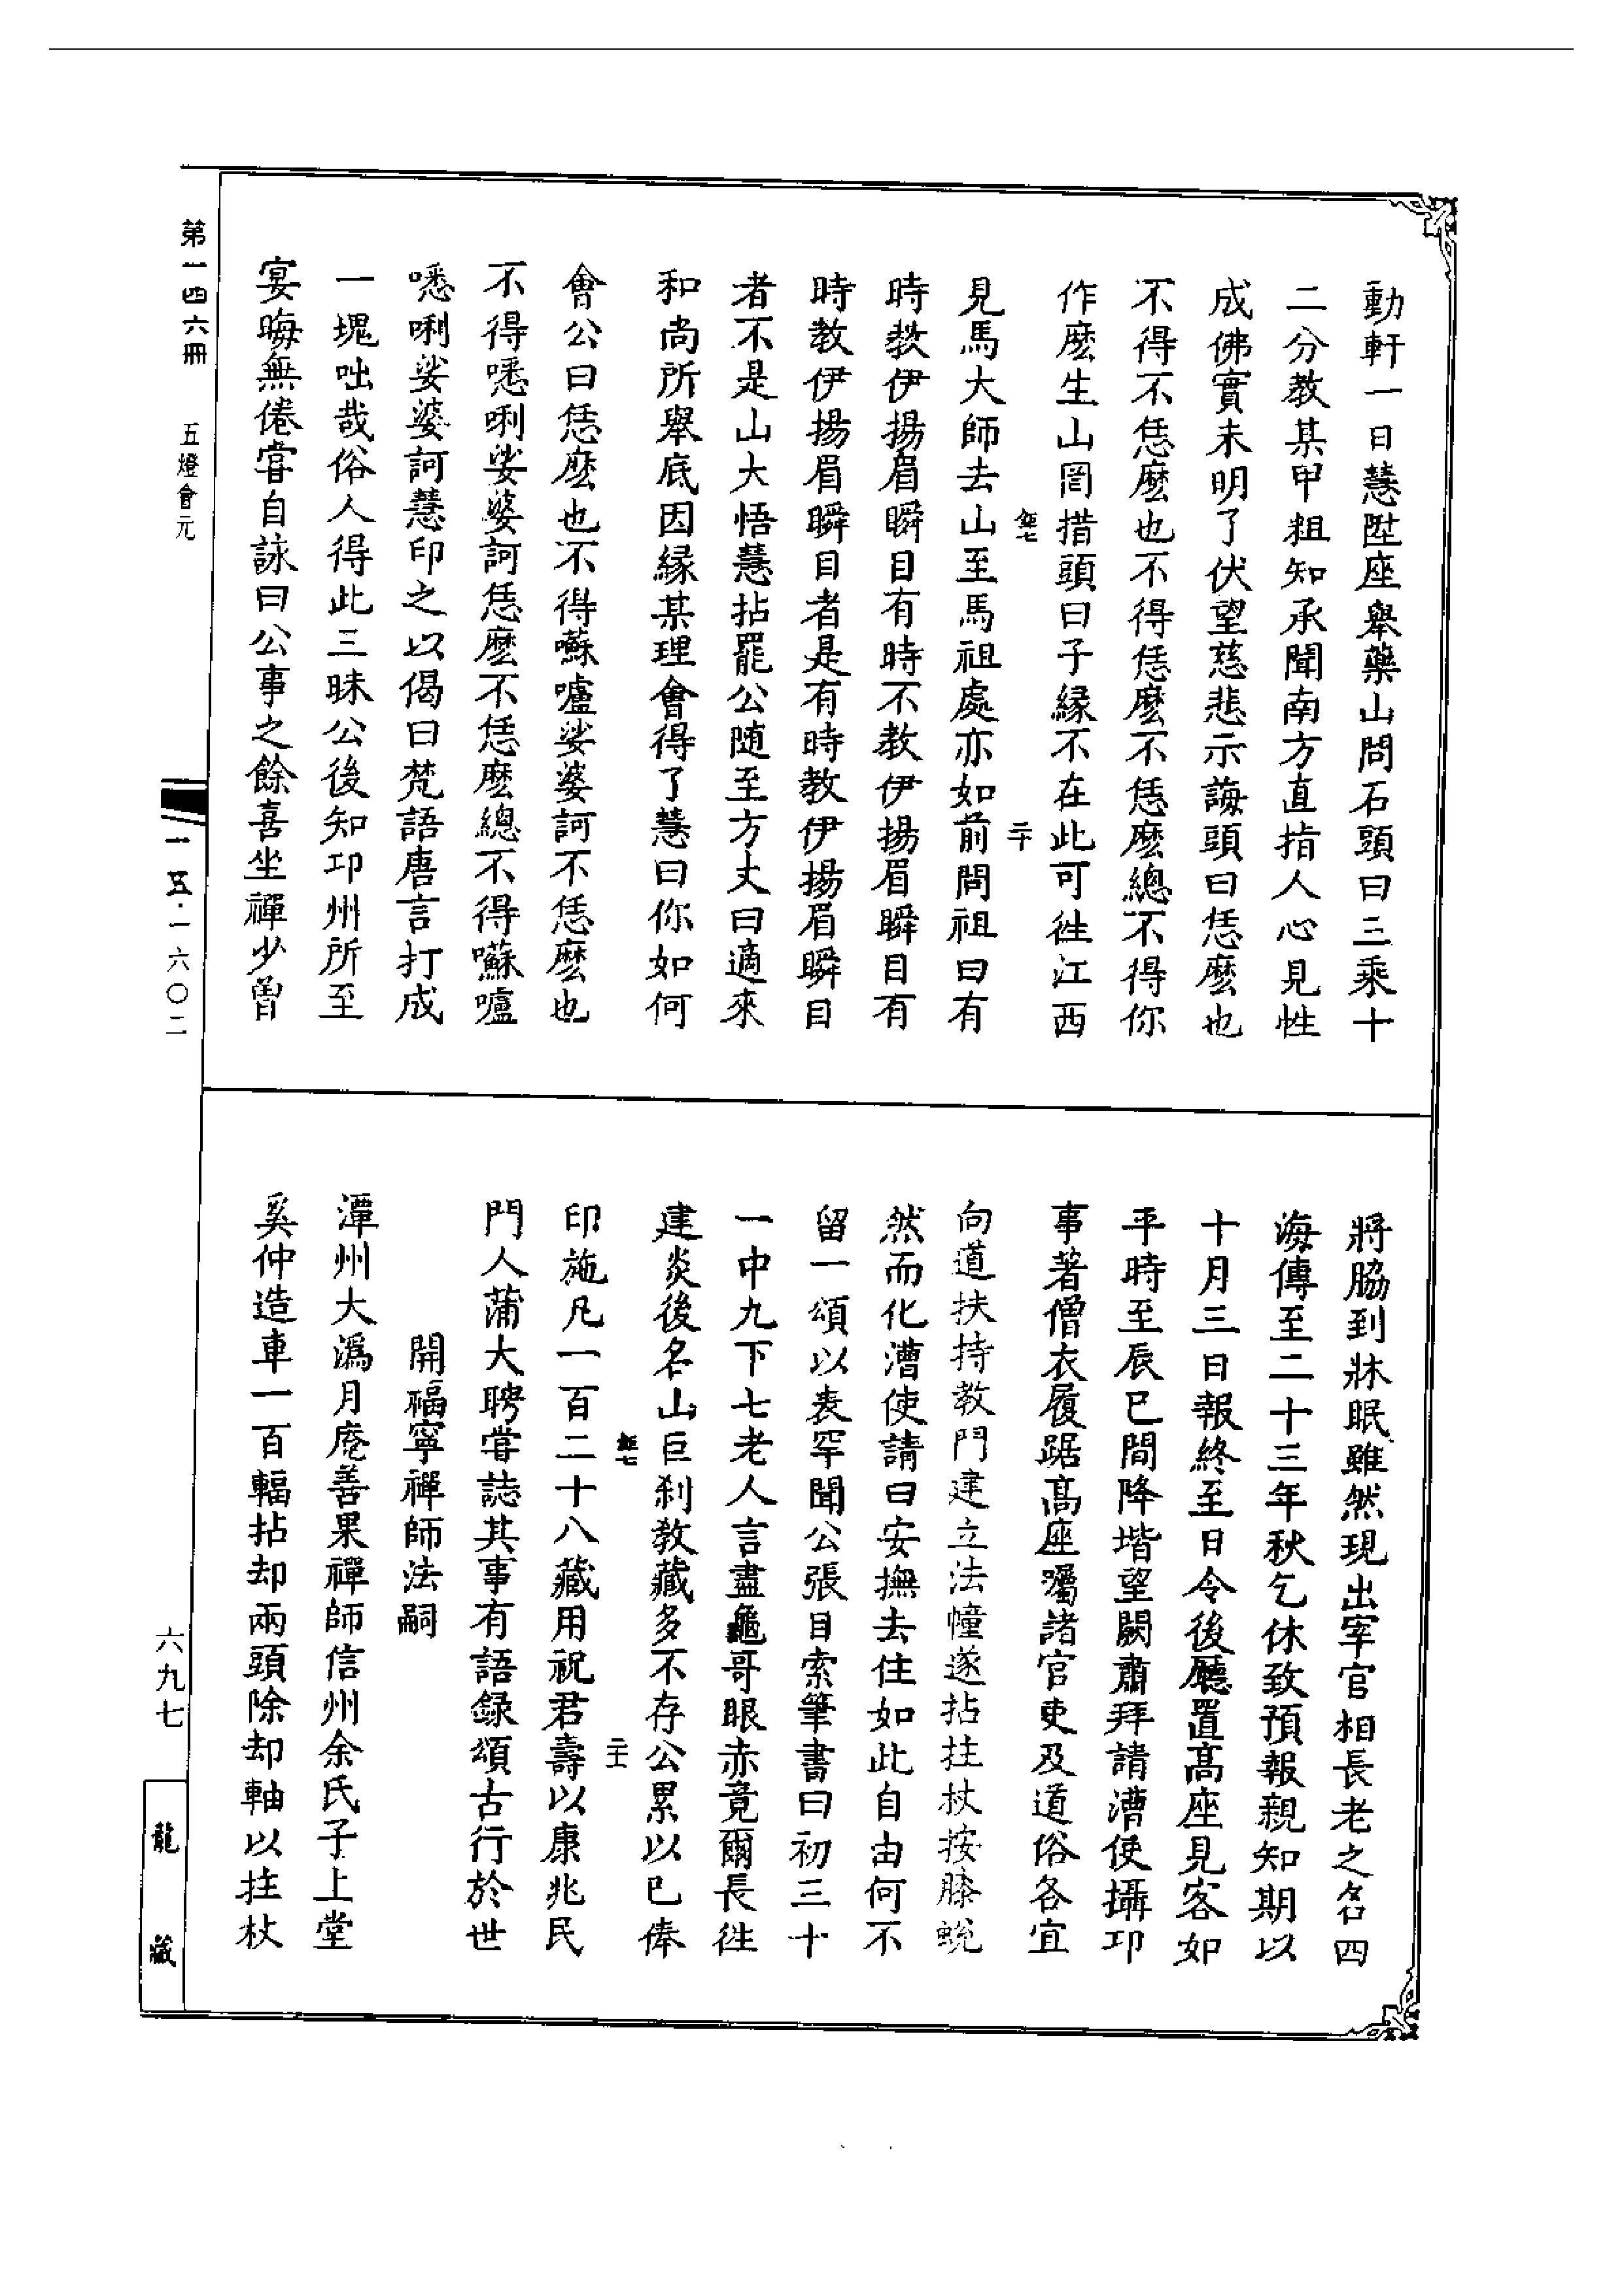 動軒一日慧陞座舉藥山問石頭曰三乘十
二分教某甲粗知承聞南方直指人心見性
成佛實未明了伏望慈悲示誨頭曰恁麽也
不得不恁麽也不得恁麽不恁麽總不得你
作麽生山罔措頭曰子緣不在此可往江西
見馬大師去山至馬祖處亦如前問祖曰有
時教伊揚眉瞬目有時不教伊揚眉瞬目有
時教伊揚眉瞬目者是有時教伊揚眉瞬目
者不是山大悟慧拈罷公随至方丈曰適來
和尚所舉底因緣某理會得了慧曰你如何
會公曰恁麽也不得囌嚧娑婆訶不恁麽也
不得㗚唎娑婆訶恁麽不恁麽總不得囌嚧
㗚唎娑婆訶慧印之以偈曰梵語唐言打成
一塊咄哉俗人得此三昧公後知邛州所至
宴晦無倦嘗自詠曰公事之餘喜坐禪少曾
將脇到牀眠雖然現出宰官相長老之名四
海傳至二十三年秋乞休致預報親知期以
十月三日報終至日令後廳置髙座見客如
平時至辰巳間降堦望闕肅拜請漕使攝邛
事著僧衣履踞髙座囑諸官吏及道俗各宜
向道扶持教門建立法幢遂拈拄杖按膝蛻
然而化漕使請曰安撫去住如此自由何不
留一頌以表罕聞公張目索筆書曰初三十
一中九下七老人言盡龜哥眼赤竟爾長往
建炎後名山巨刹教藏多不存公累以己俸
印施凡一百二十八藏用祝君壽以康兆民
門人蒲大聘嘗誌其事有語録頌古行於世
開福寧禪師法嗣
潭州大溈月庵善果禪師信州余氏子上堂
奚仲造車一百輻拈却兩頭除却軸以拄杖
第一四六冊
五燈會元
一五·一六〇二
六九七
龍藏
二十